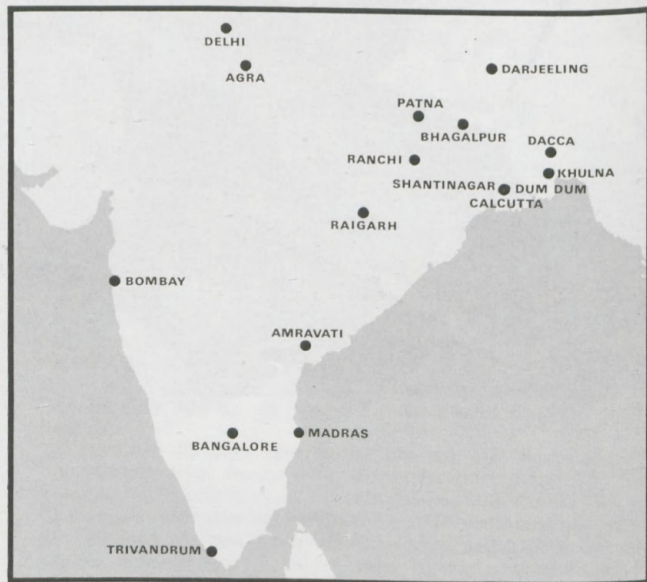 DELHI
AGRA
DARJEELING
PATNA
BHAGALPUR
DACCA
RANCHI
KHULNA
SHANTINAGAR DUM DUM
CALCUTTA
RAIGARH
BOMBAY
AMRAVATI
BANGALORE
MADRAS
TRIVANDRUM